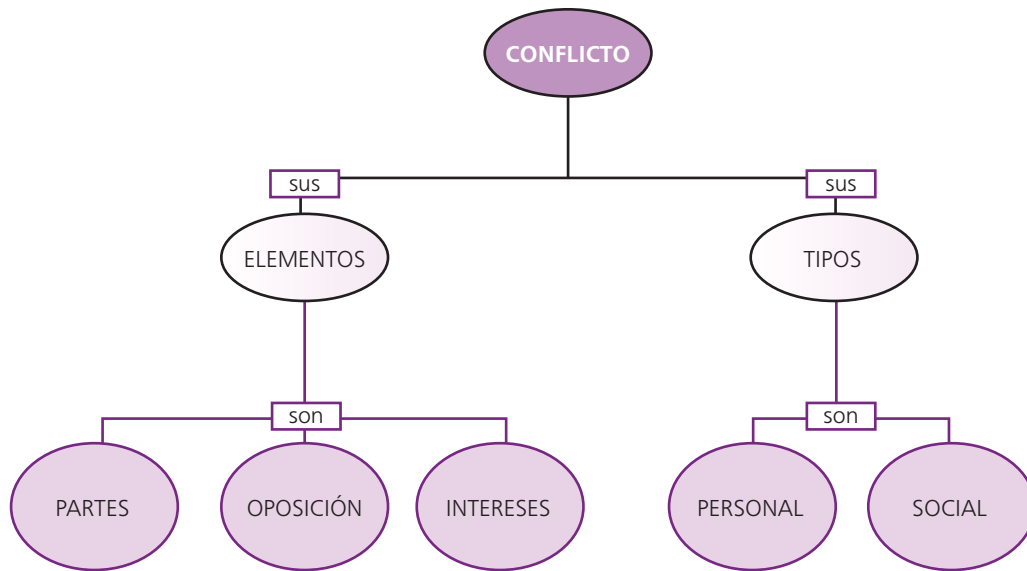 CONFLICTO
sus
sus
ELEMENTOS
TIPOS
son
son
PARTES
OPOSICIÓN
INTERESES
PERSONAL
SOCIAL